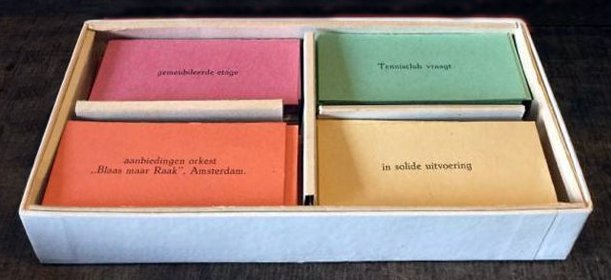 gemeubileerde etage
Tennisclub vraagt
aanbiedingen orkest
„Blaas maar Raak”, Amsterdam.
in solide uitvoering